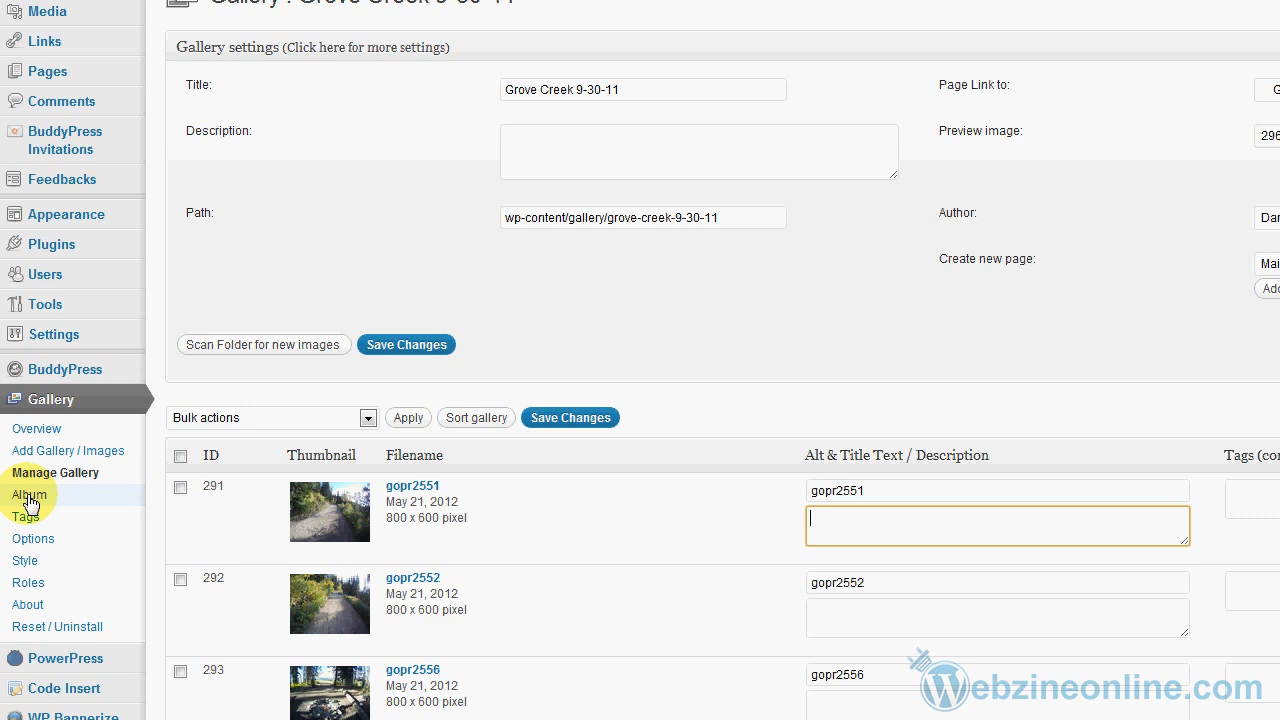 Media
Links
Pages
Comments
BuddyPress
Invitations
Feedbacks
Appearance
Plugins
Users
Tools
Settings
BuddyPress
Gallery
Overview
Add Gallery / Images
Manage Gallery
Album
Tags
Options
Style
Roles
About
Reset / Uninstall
PowerPress
Code Insert
WP Bannerize
Gallery : Grove Creek 9-30-11
Gallery settings (Click here for more settings)
Title:
Grove Creek 9-30-11
Page Link to:
Description:
Preview image:
296
Path:
wp-content/gallery/grove-creek-9-30-11
Author:
Dan
Create new page:
Mai
Add
Scan Folder for new images
Save Changes
Bulk actions
Apply
Sort gallery
Save Changes
ID
Thumbnail
Filename
Alt & Title Text / Description
Tags (co
291
gopr2551
May 21, 2012
800 x 600 pixel
gopr2551
292
gopr2552
May 21, 2012
800 x 600 pixel
gopr2552
293
gopr2556
May 21, 2012
800 x 600 pixel
gopr2556
Webzineonline.com